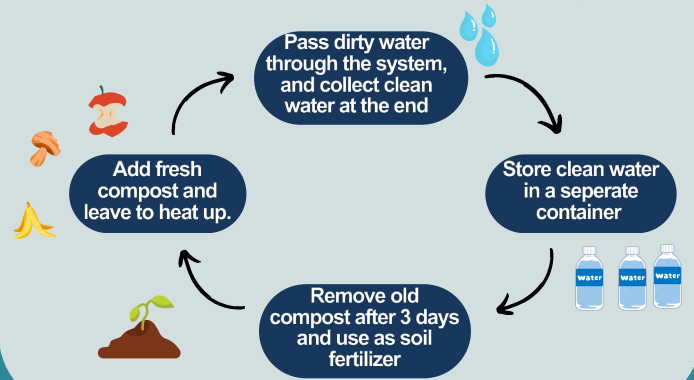 Pass dirty water
through the system,
and collect clean
water at the end
Store clean water
in a seperate
container
Water
Water
Water
Remove old
compost after 3 days
and use as soil
fertilizer
Add fresh
compost and
leave to heat up.